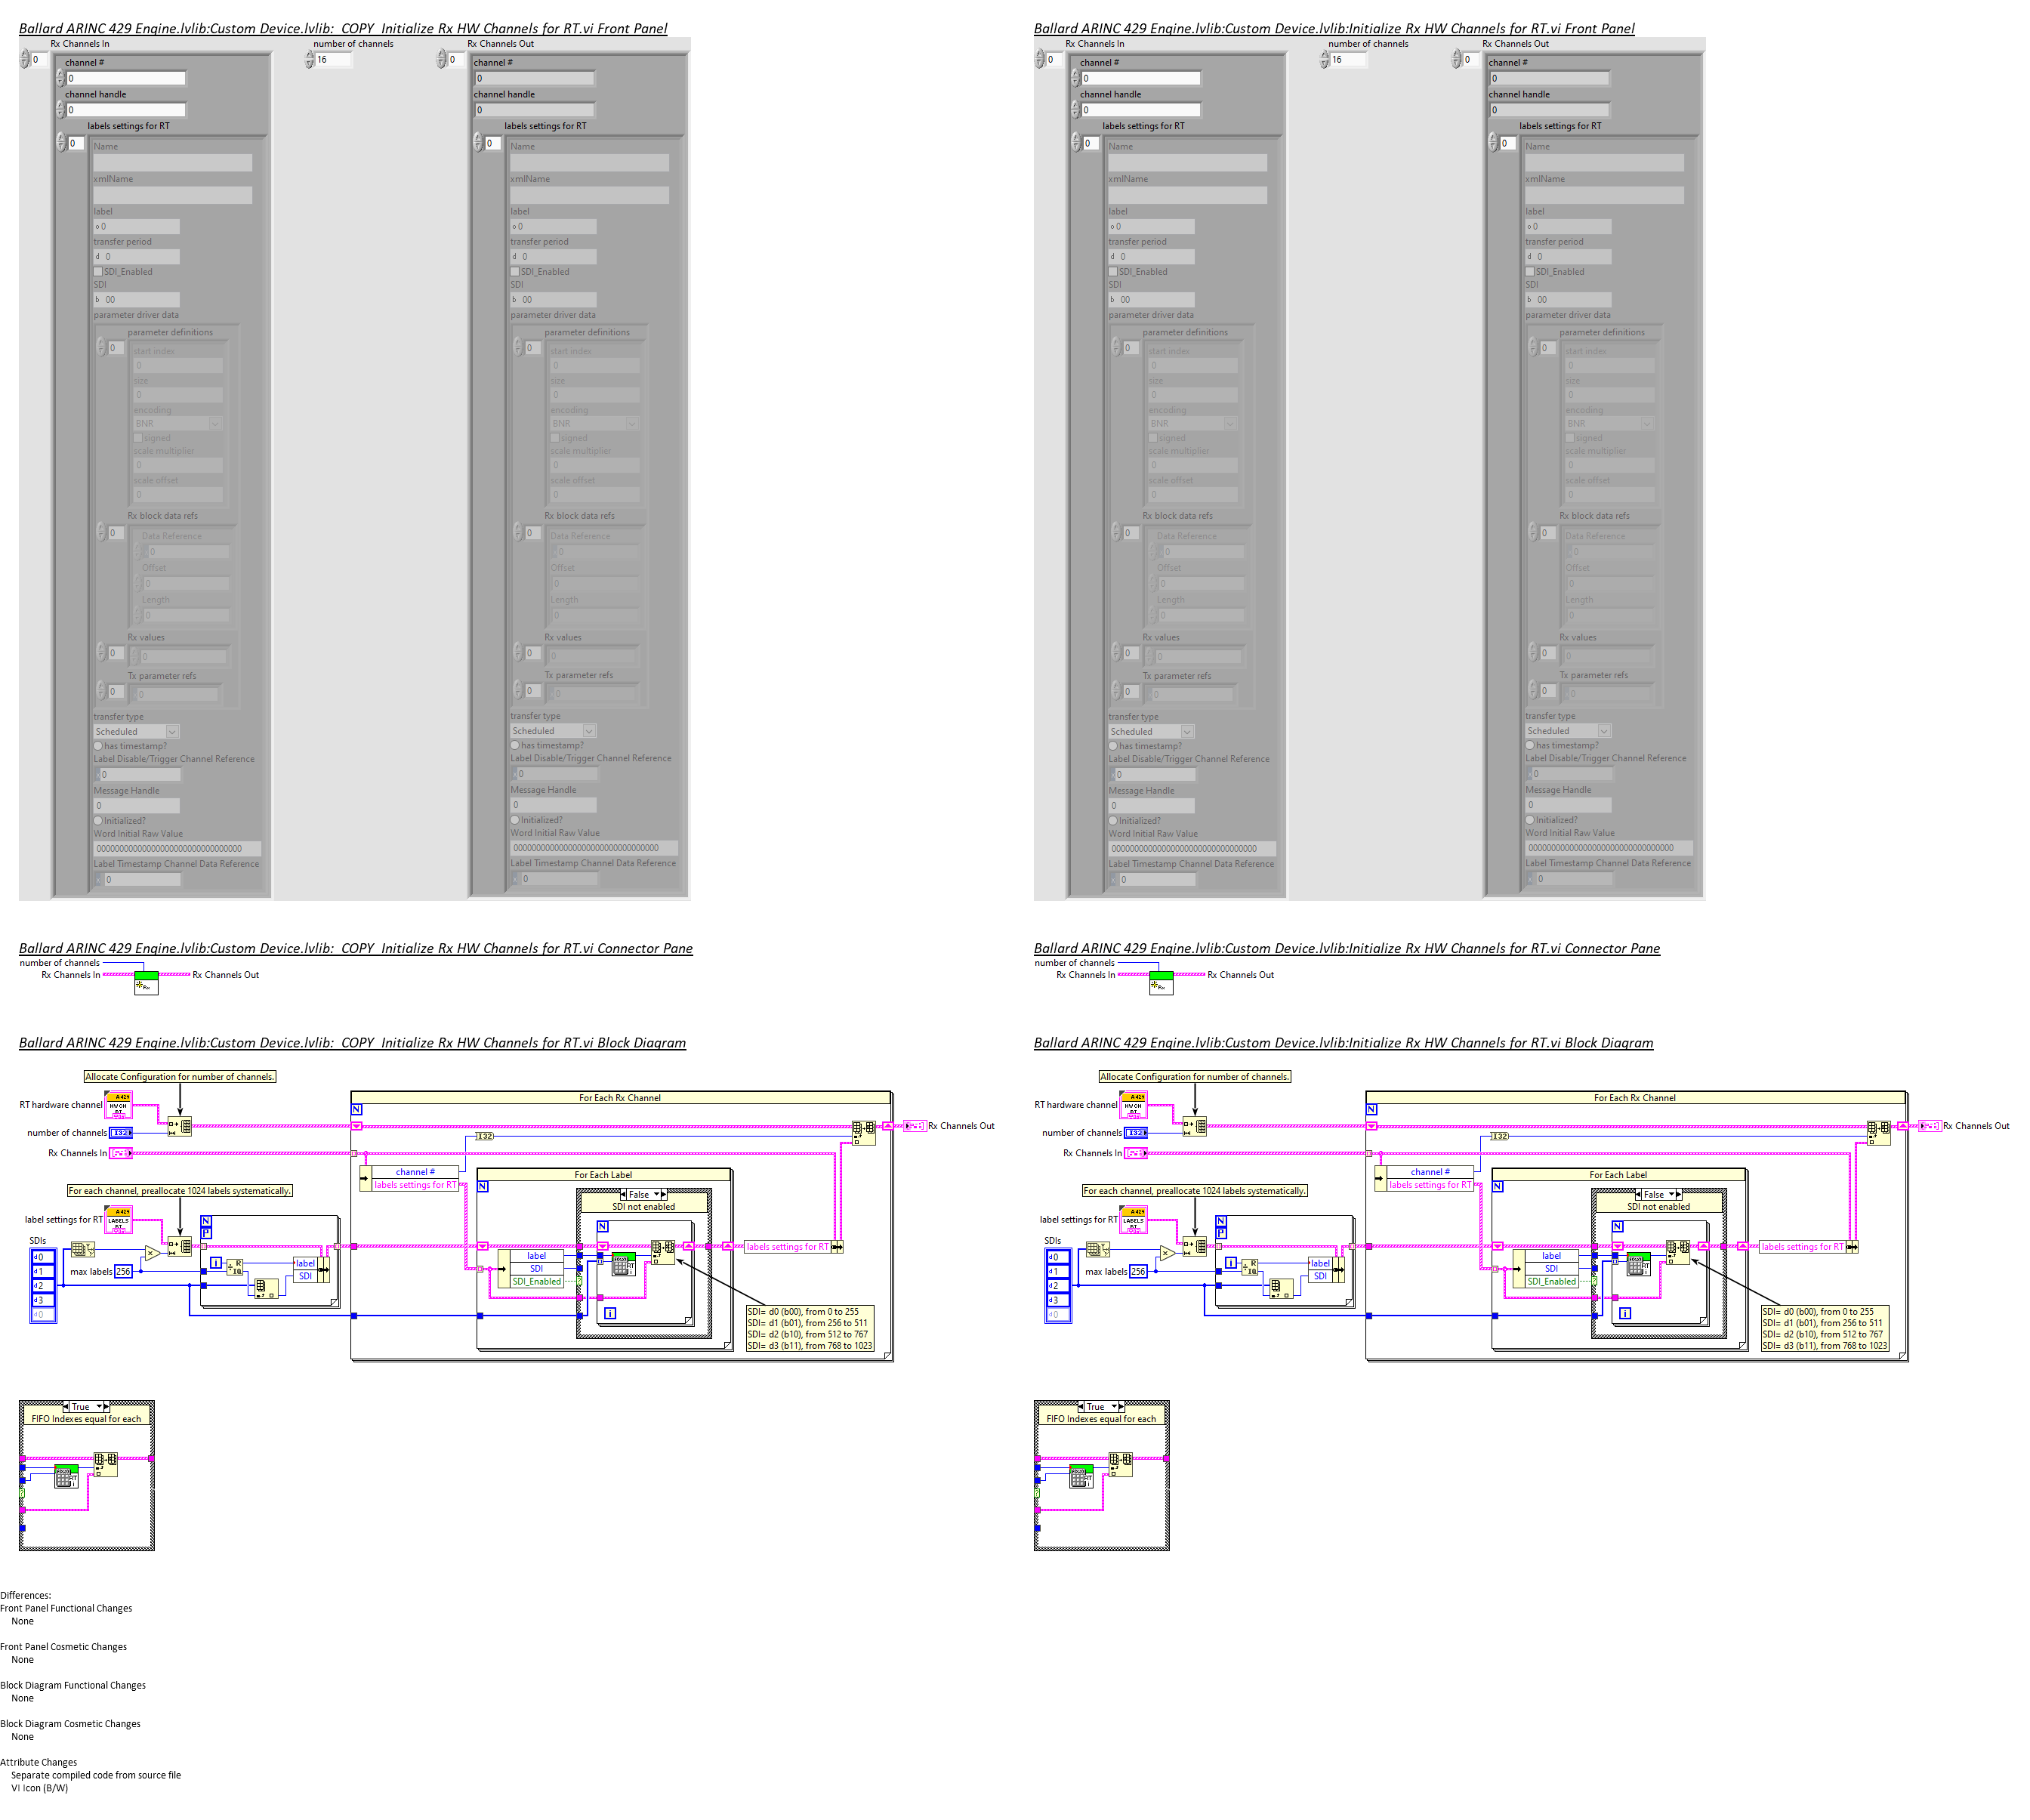 Ballard ARINC 429 Engine.lvlib:Custom Device.lvlib:_COPY_Initialize Rx HW Channels for RT.vi Front Panel
Rx Channels In
number of channels
Rx Channels Out
0
16
0
channel #
channel #
0
0
channel handle
channel handle
0
0
labels settings for RT
labels settings for RT
0
0
Name
Name
xmlName
xmlName
label
label
o 0
o 0
transfer period
transfer period
d 0
d 0
SDI_Enabled
SDI_Enabled
SDI
SDI
b 00
b 00
parameter driver data
parameter definitions
parameter definitions
0
0
start index
start index
0
0
size
size
0
0
encoding
encoding
BNR
BNR
signed
signed
scale multiplier
scale multiplier
0
0
scale offset
scale offset
0
0
Rx block data refs
Rx block data refs
0
0
Data Reference
Data Reference
0
0
Offset
Offset
0
0
Length
Length
0
0
Rx values
Rx values
0
0
0
0
Tx parameter refs
Tx parameter refs
0
0
0
0
transfer type
transfer type
Scheduled
Scheduled
has timestamp?
has timestamp?
Label Disable/Trigger Channel Reference
Label Disable/Trigger Channel Reference
0
0
Message Handle
Message Handle
0
0
Initialized?
Initialized?
Word Initial Raw Value
Word Initial Raw Value
00000000000000000000000000000000
00000000000000000000000000000000
Label Timestamp Channel Data Reference
Label Timestamp Channel Data Reference
0
0
Ballard ARINC 429 Engine.lvlib:Custom Device.lvlib:Initialize Rx HW Channels for RT.vi Front Panel
Rx Channels In
number of channels
Rx Channels Out
0
16
0
channel #
channel #
0
0
channel handle
channel handle
0
0
labels settings for RT
labels settings for RT
0
0
Name
Name
xmlName
xmlName
label
label
o 0
o 0
transfer period
transfer period
d 0
d 0
SDI_Enabled
SDI_Enabled
SDI
SDI
b 00
b 00
parameter driver data
parameter definitions
parameter definitions
0
0
start index
start index
0
0
size
size
0
0
encoding
encoding
BNR
BNR
signed
signed
scale multiplier
scale multiplier
0
0
scale offset
scale offset
0
0
Rx block data refs
Rx block data refs
0
0
Data Reference
Data Reference
0
0
Offset
Offset
0
0
Length
Length
0
0
Rx values
Rx values
0
0
0
0
Tx parameter refs
Tx parameter refs
0
0
0
0
transfer type
transfer type
Scheduled
Scheduled
has timestamp?
has timestamp?
Label Disable/Trigger Channel Reference
Label Disable/Trigger Channel Reference
0
0
Message Handle
Message Handle
0
0
Initialized?
Initialized?
Word Initial Raw Value
Word Initial Raw Value
00000000000000000000000000000000
00000000000000000000000000000000
Label Timestamp Channel Data Reference
Label Timestamp Channel Data Reference
0
0
Ballard ARINC 429 Engine.lvlib:Custom Device.lvlib:_COPY_Initialize Rx HW Channels for RT.vi Connector Pane
number of channels
Rx Channels In
Rx Channels Out
Rx
Ballard ARINC 429 Engine.lvlib:Custom Device.lvlib:Initialize Rx HW Channels for RT.vi Connector Pane
number of channels
Rx Channels In
Rx Channels Out
Rx
Ballard ARINC 429 Engine.lvlib:Custom Device.lvlib:_COPY_Initialize Rx HW Channels for RT.vi Block Diagram
Allocate Configuration for number of channels.
For Each Rx Channel
RT hardware channel
A429
HW CH
RT
N
number of channels
I32
I32
Rx Channels Out
Rx Channels In
channel #
labels settings for RT
For Each Label
N
For each channel, preallocate 1024 labels systematically.
False
SDI not enabled
label settings for RT
A429
LABELS
RT
N
P
N
SDIs
d0
d1
d2
d3
d0
max labels
256
i
R
IQ
label
SDI
label
SDI
SDI_Enabled
RT
i
i
labels settings for RT
SDI= d0 (b00), from 0 to 255
SDI= d1 (b01), from 256 to 511
SDI= d2 (b10), from 512 to 767
SDI= d3 (b11), from 768 to 1023
True
FIFO Indexes equal for each
RT
i
Ballard ARINC 429 Engine.lvlib:Custom Device.lvlib:Initialize Rx HW Channels for RT.vi Block Diagram
Allocate Configuration for number of channels.
For Each Rx Channel
RT hardware channel
A429
HW CH
RT
N
number of channels
I32
I32
Rx Channels Out
Rx Channels In
channel #
labels settings for RT
For Each Label
N
For each channel, preallocate 1024 labels systematically.
False
SDI not enabled
label settings for RT
A429
LABELS
RT
N
P
N
SDIs
d0
d1
d2
d3
d0
max labels
256
i
R
IQ
label
SDI
label
SDI
SDI_Enabled
RT
i
i
labels settings for RT
SDI= d0 (b00), from 0 to 255
SDI= d1 (b01), from 256 to 511
SDI= d2 (b10), from 512 to 767
SDI= d3 (b11), from 768 to 1023
True
FIFO Indexes equal for each
RT
i
Differences:
Front Panel Functional Changes
None
Front Panel Cosmetic Changes
None
Block Diagram Functional Changes
None
Block Diagram Cosmetic Changes
None
Attribute Changes
Separate compiled code from source file
VI Icon (B/W)